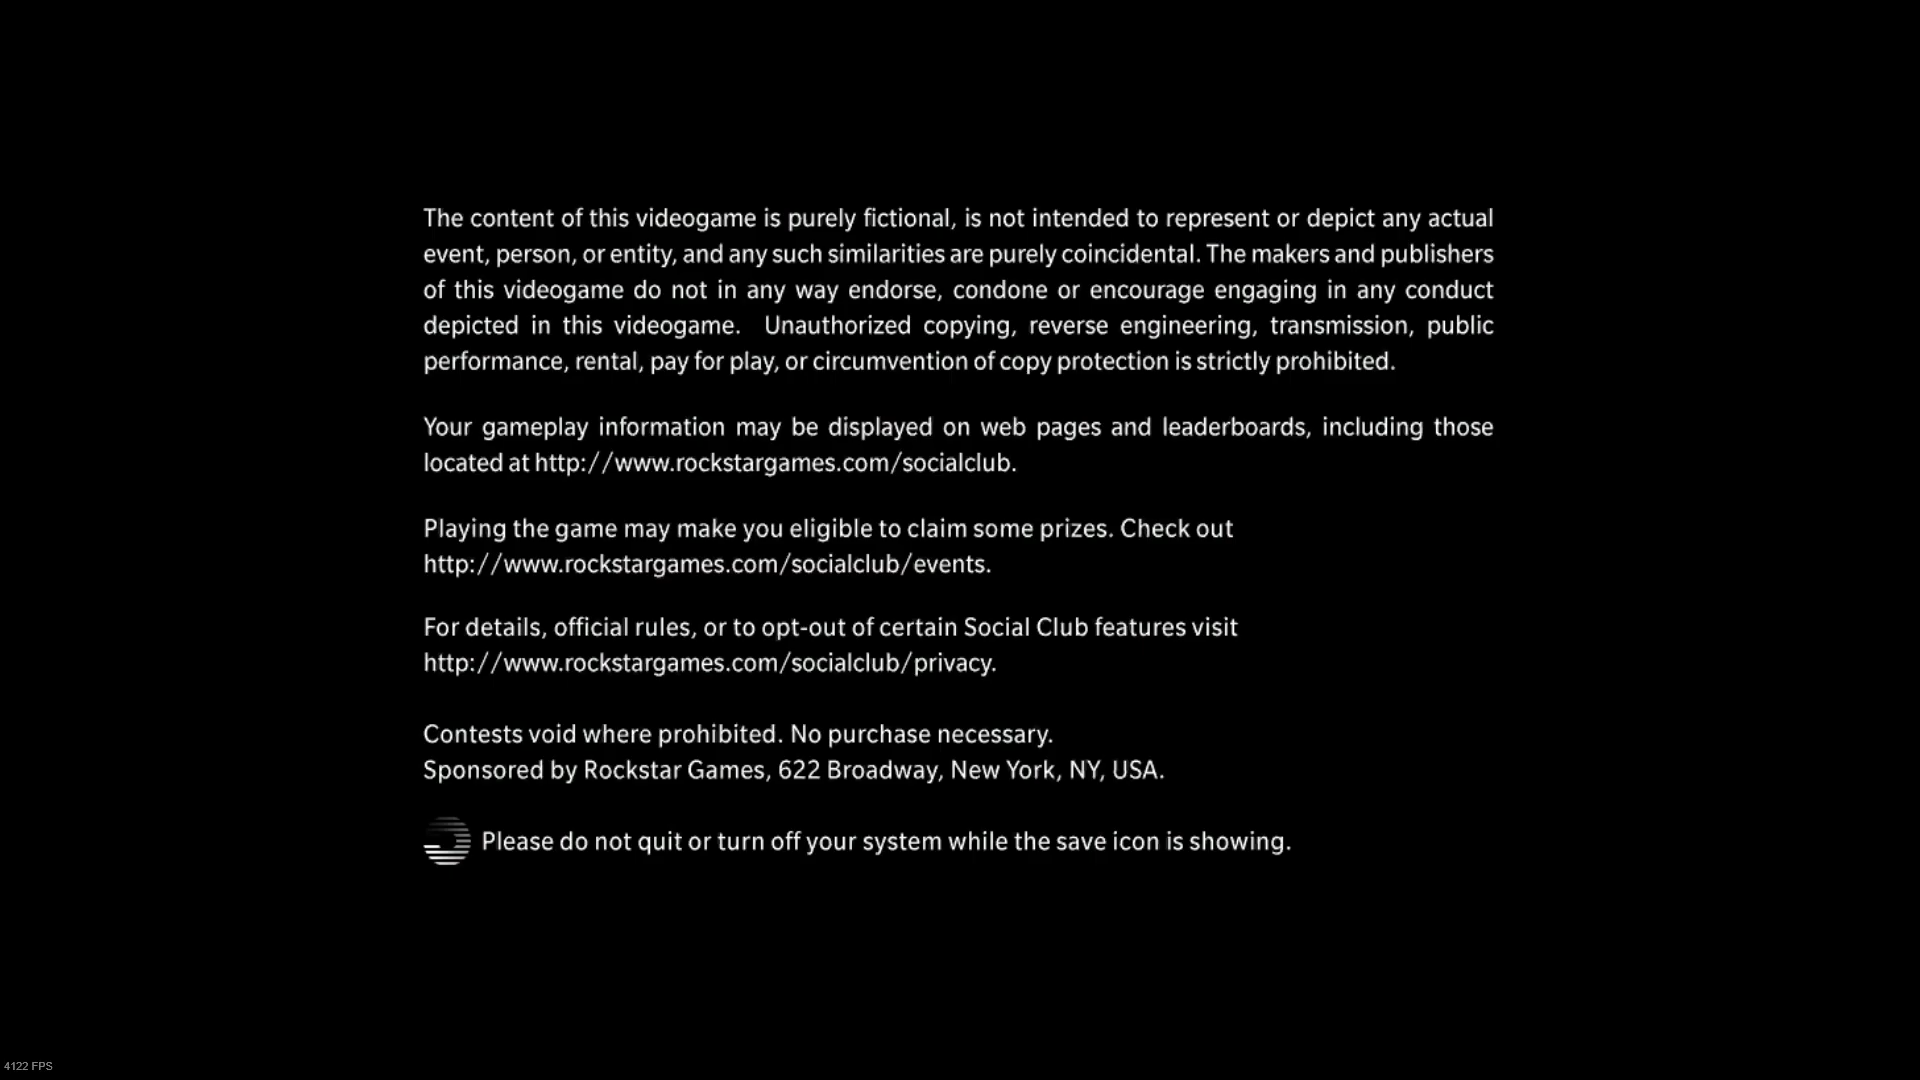 The content of this videogame is purely fictional, is not intended to represent or depict any actual
event, person, or entity, and any such similarities are purely coincidental. The makers and publishers
of this videogame do not in any way endorse, condone or encourage engaging in any conduct
depicted in this videogame.  Unauthorized copying, reverse engineering, transmission, public
performance, rental, pay for play, or circumvention of copy protection is strictly prohibited.
Your gameplay information may be displayed on web pages and leaderboards, including those
located at http://www.rockstargames.com/socialclub.
Playing the game may make you eligible to claim some prizes. Check out
http://www.rockstargames.com/socialclub/events.
For details, official rules, or to opt-out of certain Social Club features visit
http://www.rockstargames.com/socialclub/privacy.
Contests void where prohibited. No purchase necessary.
Sponsored by Rockstar Games, 622 Broadway, New York, NY, USA.
Please do not quit or turn off your system while the save icon is showing.
4122 FPS